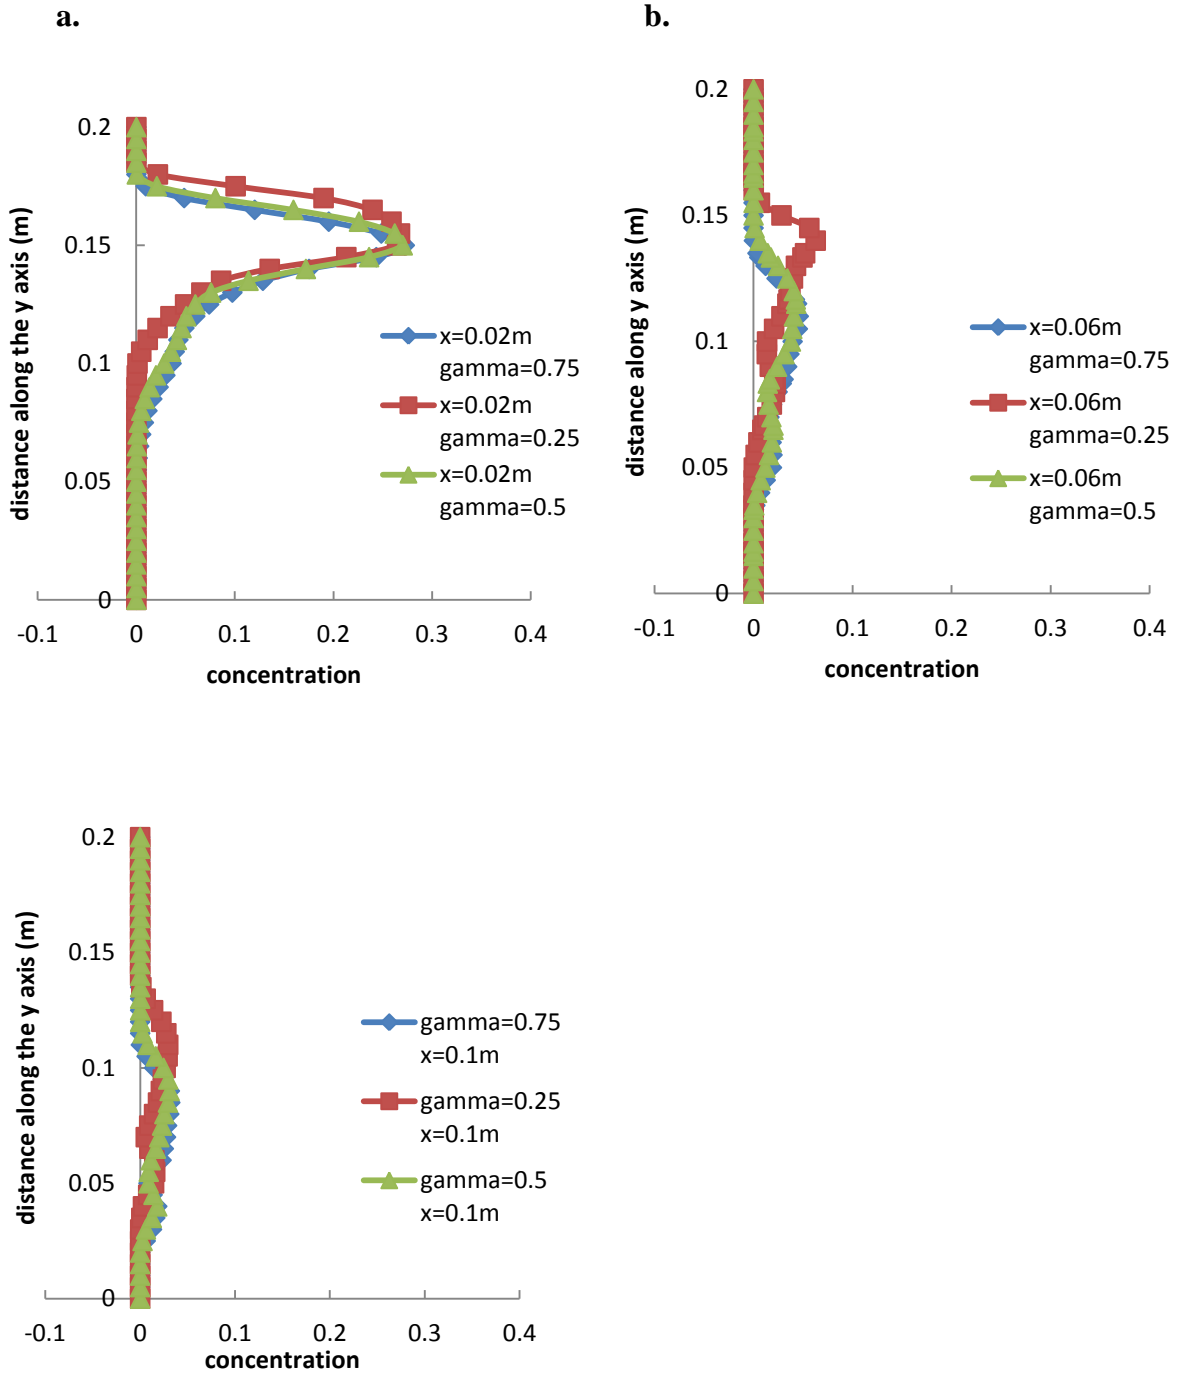 a.
b.
0.2
0.15
0.1
0.05
0
-0.1 0 0.1 0.2 0.3 0.4
distance along the y axis (m)
concentration
x=0.02m
gamma=0.75
x=0.02m
gamma=0.25
x=0.02m
gamma=0.5
0.2
0.15
0.1
0.05
0
-0.1 0 0.1 0.2 0.3 0.4
distance along y axis (m)
concentration
x=0.06m
gamma=0.75
x=0.06m
gamma=0.25
x=0.06m
gamma=0.5
0.2
0.15
0.1
0.05
0
-0.1 0 0.1 0.2 0.3 0.4
distance along the y axis (m)
concentration
gamma=0.75
x=0.1m
gamma=0.25
x=0.1m
gamma=0.5
x=0.1m